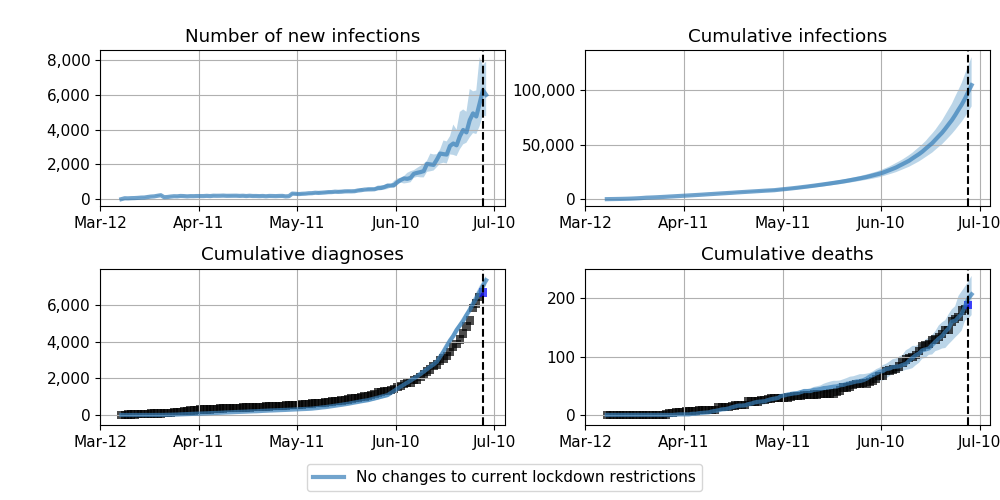 Number of new infections
8,000
6,000
4,000
2,000
0
Mar-12 Apr-11 May-11 Jun-10 Jul-10
Cumulative infections
100,000
50,000
0
Mar-12 Apr-11 May-11 Jun-10 Jul-10
Cumulative diagnoses
6,000
4,000
2,000
0
Mar-12 Apr-11 May-11 Jun-10 Jul-10
Cumulative deaths
200
100
0
Mar-12 Apr-11 May-11 Jun-10 Jul-10
No changes to current lockdown restrictions